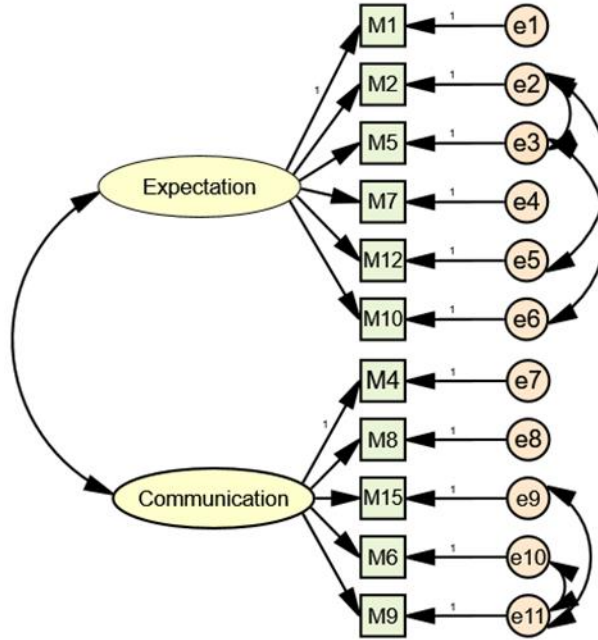 M1 1 e1
1
M2 1 e2
M5 1 e3
Expectation
M7 1 e4
M12 1 e5
M10 1 e6
M4 1 e7
1
M8 1 e8
Communication
M15 1 e9
M6 1 e10
M9 1 e11